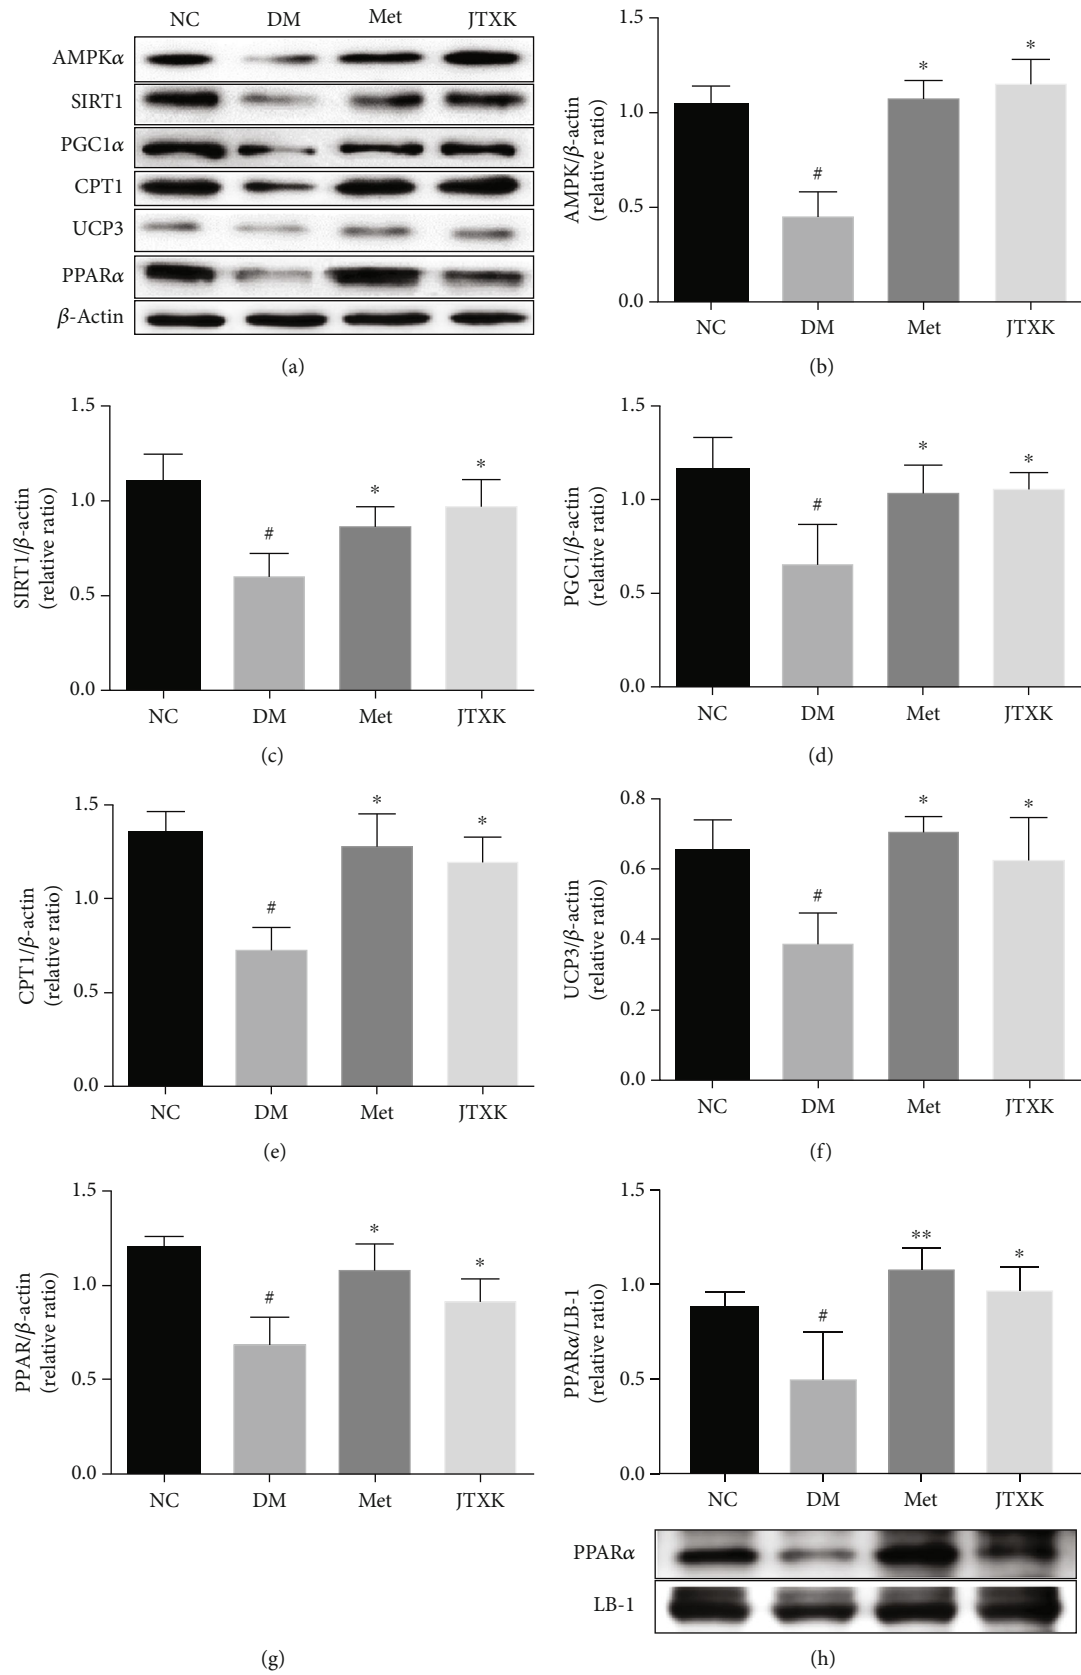 NC DM Met JTXK
AMPKα
SIRT1
PGC1α
CPT1
UCP3
PPARα
β-Actin
(a)
AMPK/β-actin
(relative ratio)
1.5
1.0
0.5
0.0
#
*
*
NC DM Met JTXK
(b)
SIRT1/β-actin
(relative ratio)
1.5
1.0
0.5
0.0
#
*
*
NC DM Met JTXK
(c)
PGC1/β-actin
(relative ratio)
1.5
1.0
0.5
0.0
#
*
*
NC DM Met JTXK
(d)
CPT1/β-actin
(relative ratio)
1.5
1.0
0.5
0.0
#
*
*
NC DM Met JTXK
(e)
UCP3/β-actin
(relative ratio)
0.8
0.6
0.4
0.2
0.0
#
*
*
NC DM Met JTXK
(f)
PPAR/β-actin
(relative ratio)
1.5
1.0
0.5
0.0
#
*
*
NC DM Met JTXK
(g)
PPARα/LB-1
(relative ratio)
1.5
1.0
0.5
0.0
#
**
*
NC DM Met JTXK
PPARα
LB-1
(h)